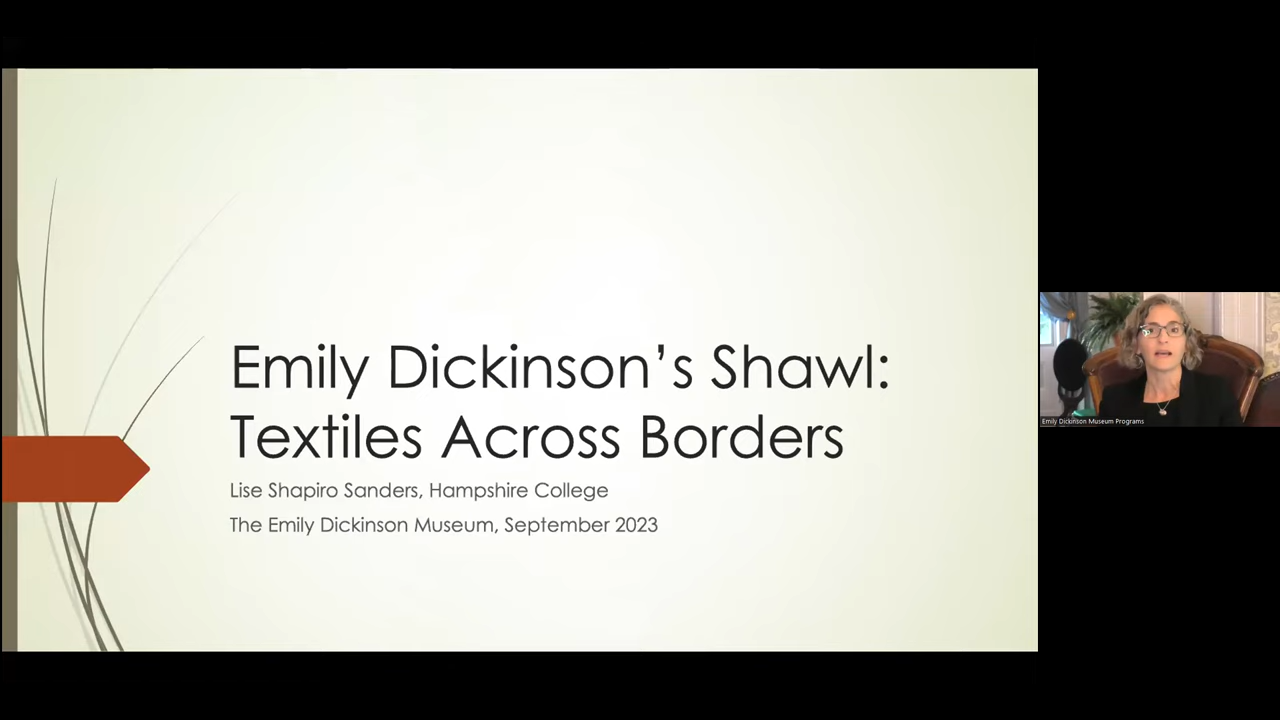 Emily Dickinson’s Shawl:
Textiles Across Borders
Lise Shapiro Sanders, Hampshire College
The Emily Dickinson Museum, September 2023
Emily Dickinson Museum Programs